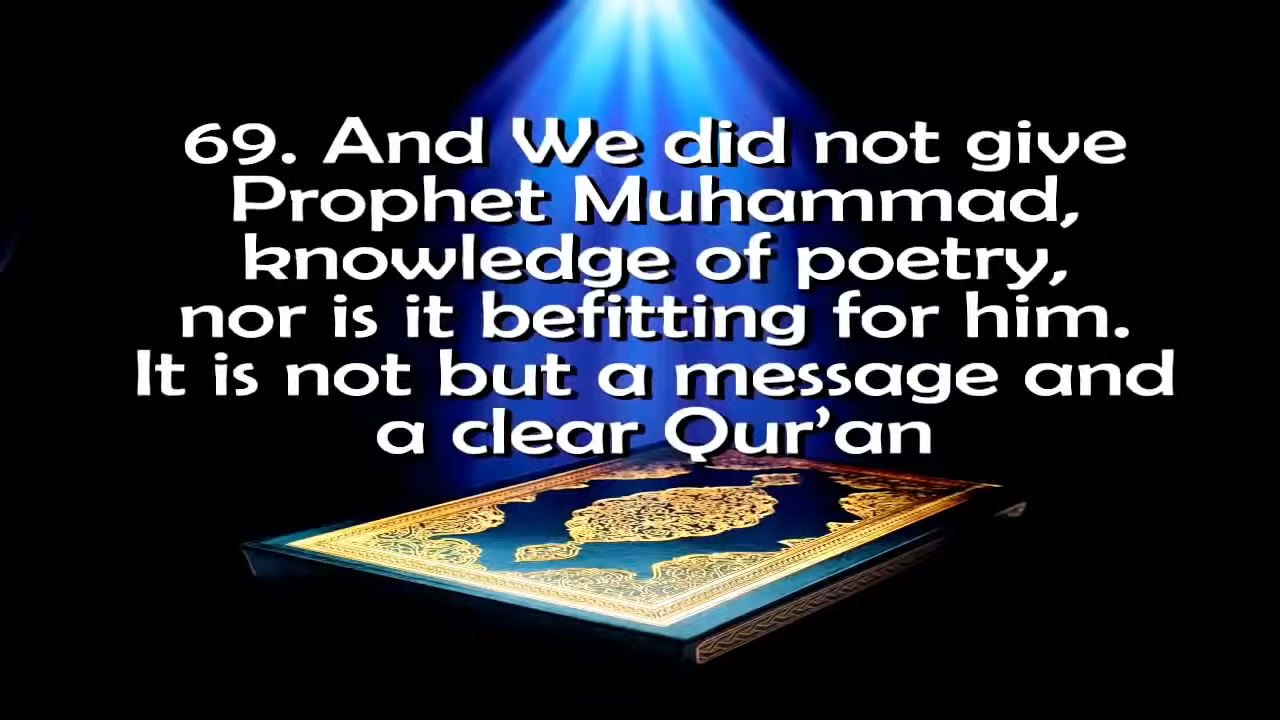 69. And We did not give
Prophet Muhammad,
knowledge of poetry,
nor is it befitting for him.
It is not but a message and
a clear Qur’an